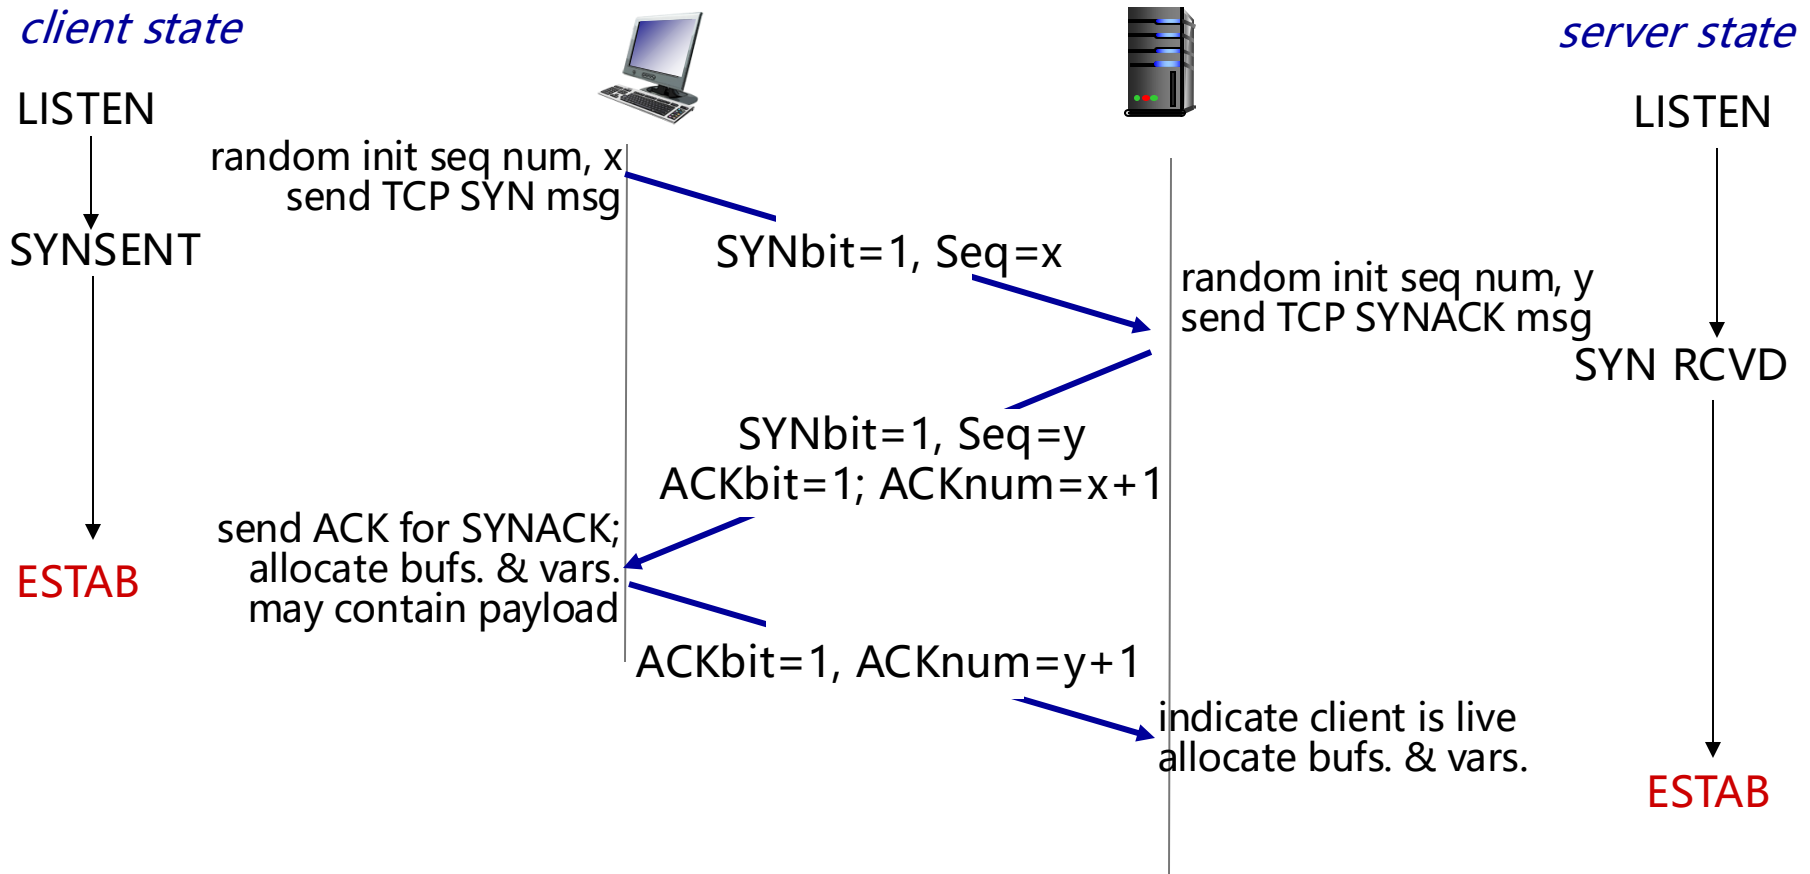 client state
server state
LISTEN
LISTEN
random init seq num, x
send TCP SYN msg
SYNSENT
SYNbit=1, Seq=x
random init seq num, y
send TCP SYNACK msg
SYN RCVD
SYNbit=1, Seq=y
ACKbit=1; ACKnum=x+1
send ACK for SYNACK;
allocate bufs. & vars.
may contain payload
ESTAB
ACKbit=1, ACKnum=y+1
indicate client is live
allocate bufs. & vars.
ESTAB